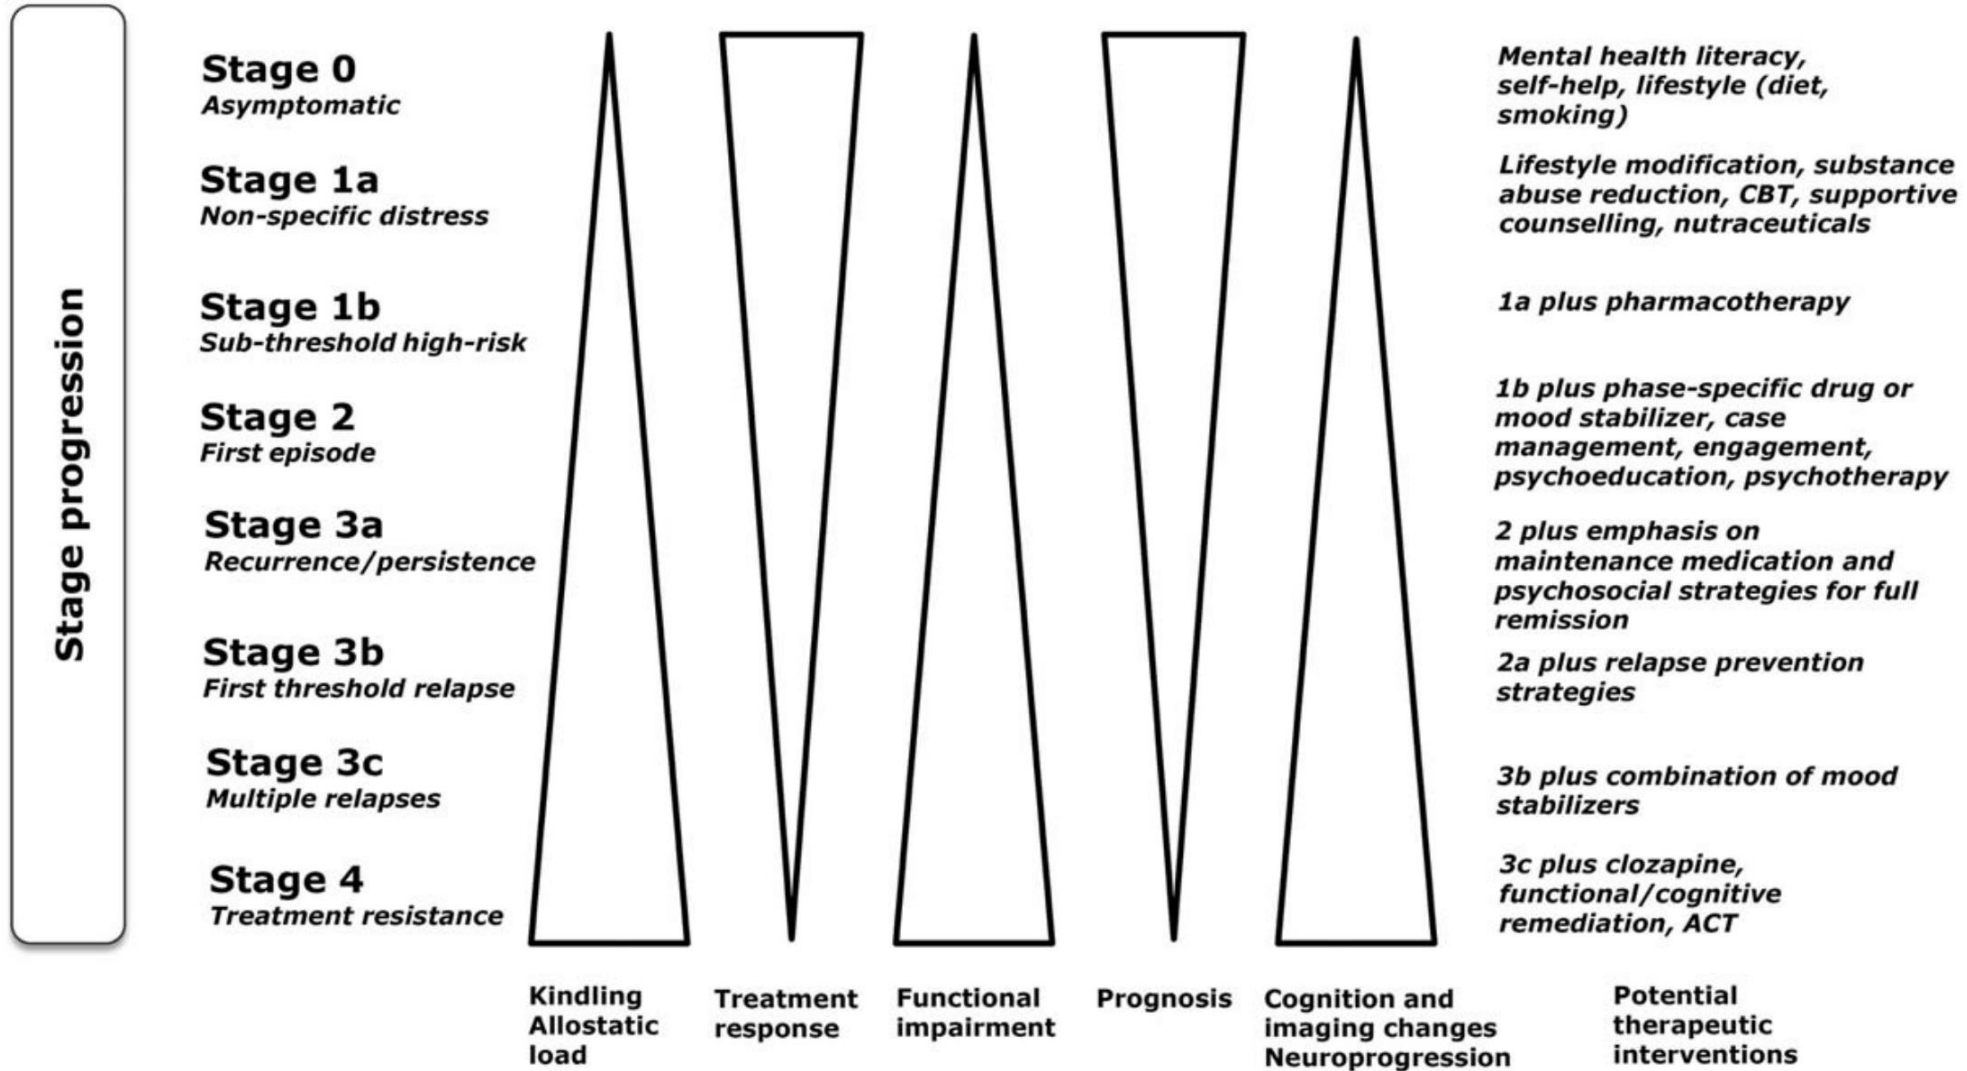 Stage progression
Stage 0
Asymptomatic
Mental health literacy,
self-help, lifestyle (diet,
smoking)
Stage 1a
Non-specific distress
Lifestyle modification, substance
abuse reduction, CBT, supportive
counselling, nutraceuticals
Stage 1b
Sub-threshold high-risk
1a plus pharmacotherapy
Stage 2
First episode
1b plus phase-specific drug or
mood stabilizer, case
management, engagement,
psychoeducation, psychotherapy
Stage 3a
Recurrence/persistence
2 plus emphasis on
maintenance medication and
psychosocial strategies for full
remission
Stage 3b
First threshold relapse
2a plus relapse prevention
strategies
Stage 3c
Multiple relapses
3b plus combination of mood
stabilizers
Stage 4
Treatment resistance
3c plus clozapine,
functional/cognitive
remediation, ACT
Kindling
Allostatic
load
Treatment
response
Functional
impairment
Prognosis
Cognition and
imaging changes
Neuroprogression
Potential
therapeutic
interventions